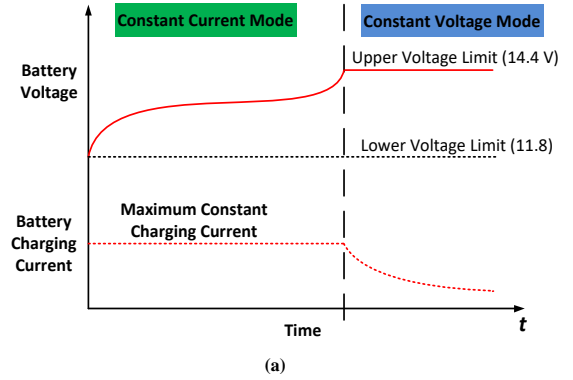 Constant Current Mode
Constant Voltage Mode
Upper Voltage Limit (14.4 V)
Battery
Voltage
Lower Voltage Limit (11.8)
Maximum Constant
Charging Current
Battery
Charging
Current
Time
t
(a)